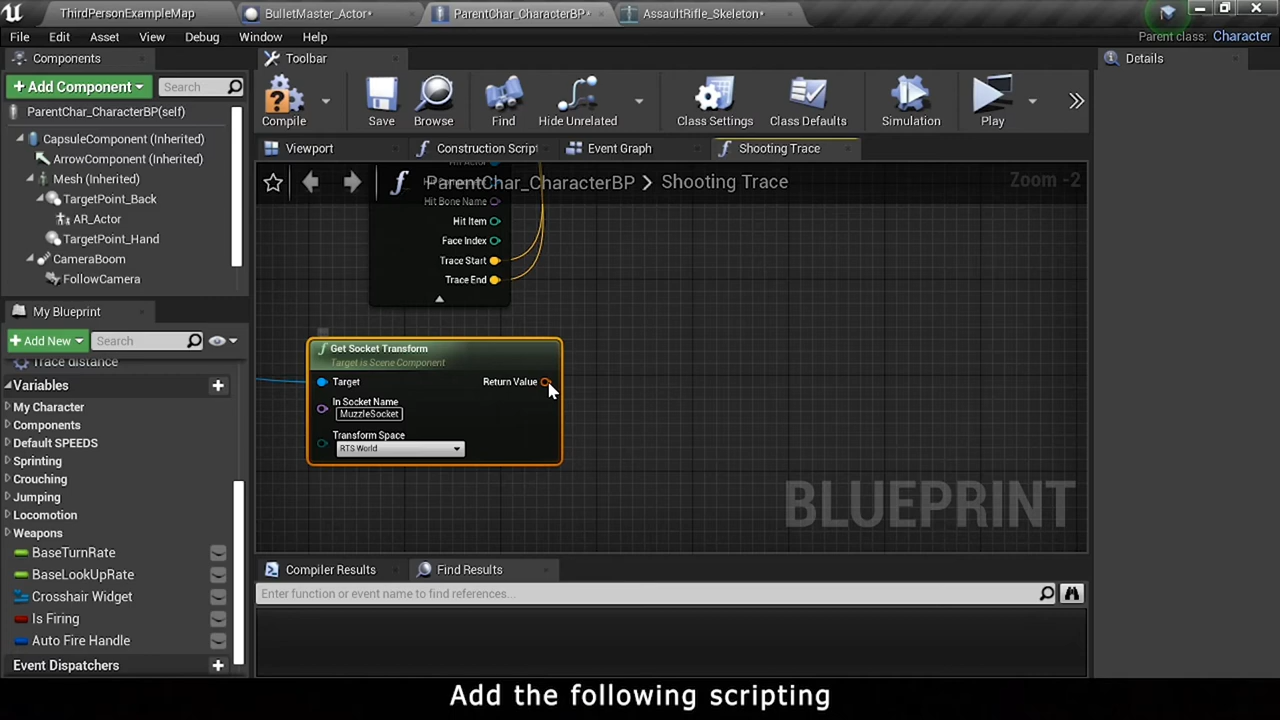 ThirdPersonExampleMap
BulletMaster_Actor*
ParentChar_CharacterBP*
AssaultRifle_Skeleton*
File Edit Asset View Debug Window Help
Parent class: Character
Components
Toolbar
Details
+ Add Component
Search
ParentChar_CharacterBP(self)
CapsuleComponent (Inherited)
ArrowComponent (Inherited)
Mesh (Inherited)
TargetPoint_Back
AR_Actor
TargetPoint_Hand
CameraBoom
FollowCamera
Compile
Save
Browse
Find
Hide Unrelated
Class Settings
Class Defaults
Simulation
Play
Viewport
Construction Script
Event Graph
Shooting Trace
ParentChar_CharacterBP > Shooting Trace
Zoom -2
Hit Bone Name
Hit Item
Face Index
Trace Start
Trace End
Get Socket Transform
Target is Scene Component
Target
Return Value
In Socket Name
MuzzleSocket
Transform Space
RTS World
BLUEPRINT
My Blueprint
+ Add New
Search
Trace distance
Variables
My Character
Components
Default SPEEDS
Sprinting
Crouching
Jumping
Locomotion
Weapons
BaseTurnRate
BaseLookUpRate
Crosshair Widget
Is Firing
Auto Fire Handle
Event Dispatchers
Compiler Results
Find Results
Enter function or event name to find references...
Add the following scripting